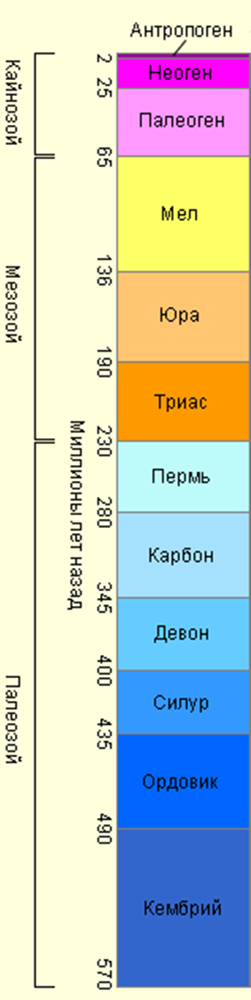 Антропоген
Неоген
Палеоген
Мел
Юра
Триас
Пермь
Карбон
Девон
Силур
Ордовик
Кембрий
2
25
65
136
190
230
280
345
400
435
490
570
Миллионы лет назад
Кайнозой
Мезозой
Палеозой